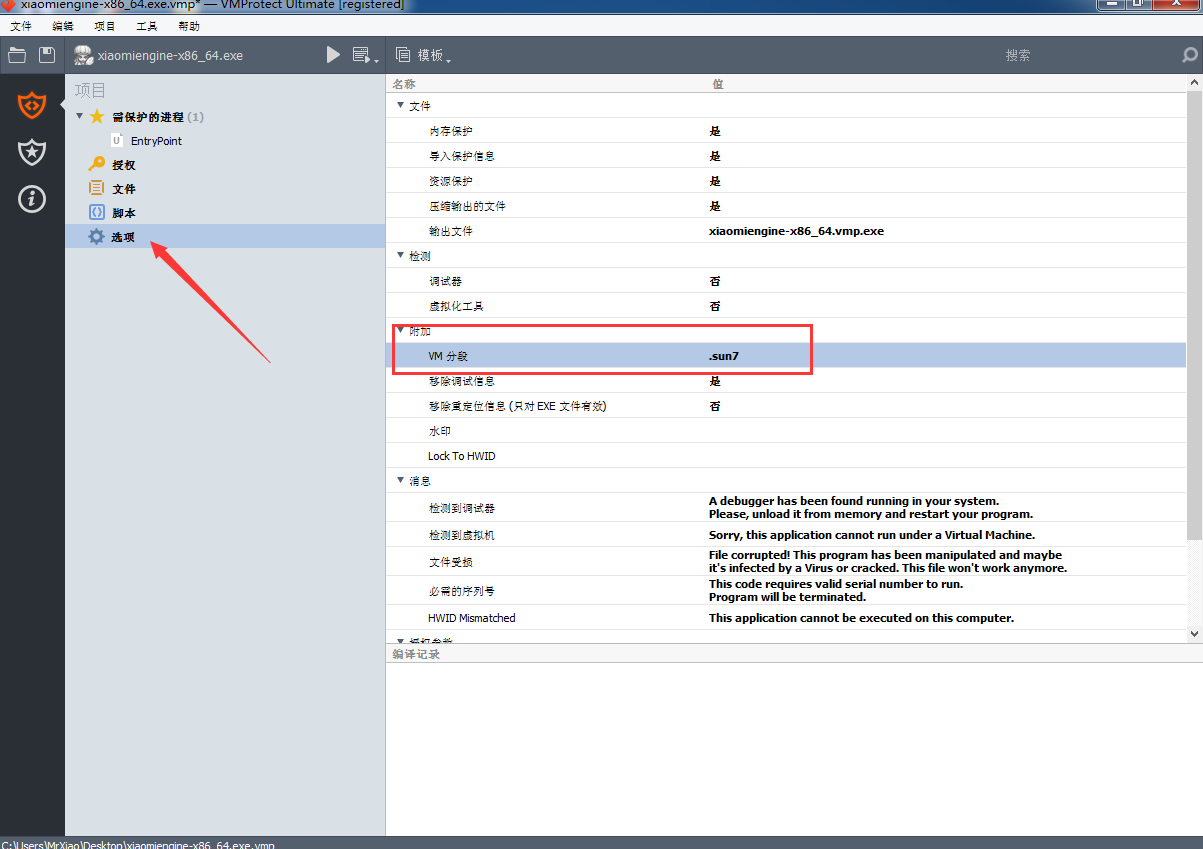 xiaomiengine-x86_64.exe.vmp* — VMProtect Ultimate [registered]
文件 编辑 项目 工具 帮助
xiaomiengine-x86_64.exe 模板 搜索
项目
需保护的进程 (1)
EntryPoint
授权
文件
脚本
选项
名称 值
文件
内存保护 是
导入保护信息 是
资源保护 是
压缩输出的文件 是
输出文件 xiaomiengine-x86_64.vmp.exe
检测
调试器 否
虚拟化工具 否
附加
VM 分段 .sun7
移除调试信息 是
移除重定位信息 (只对 EXE 文件有效) 否
水印
Lock To HWID
消息
检测到调试器 A debugger has been found running in your system.
Please, unload it from memory and restart your program.
检测到虚拟机 Sorry, this application cannot run under a Virtual Machine.
文件受损 File corrupted! This program has been manipulated and maybe
it's infected by a Virus or cracked. This file won't work anymore.
必需的序列号 This code requires valid serial number to run.
Program will be terminated.
HWID Mismatched This application cannot be executed on this computer.
授权参数
编译记录
C:\Users\MrXiao\Desktop\xiaomiengine-x86_64.exe.vmp